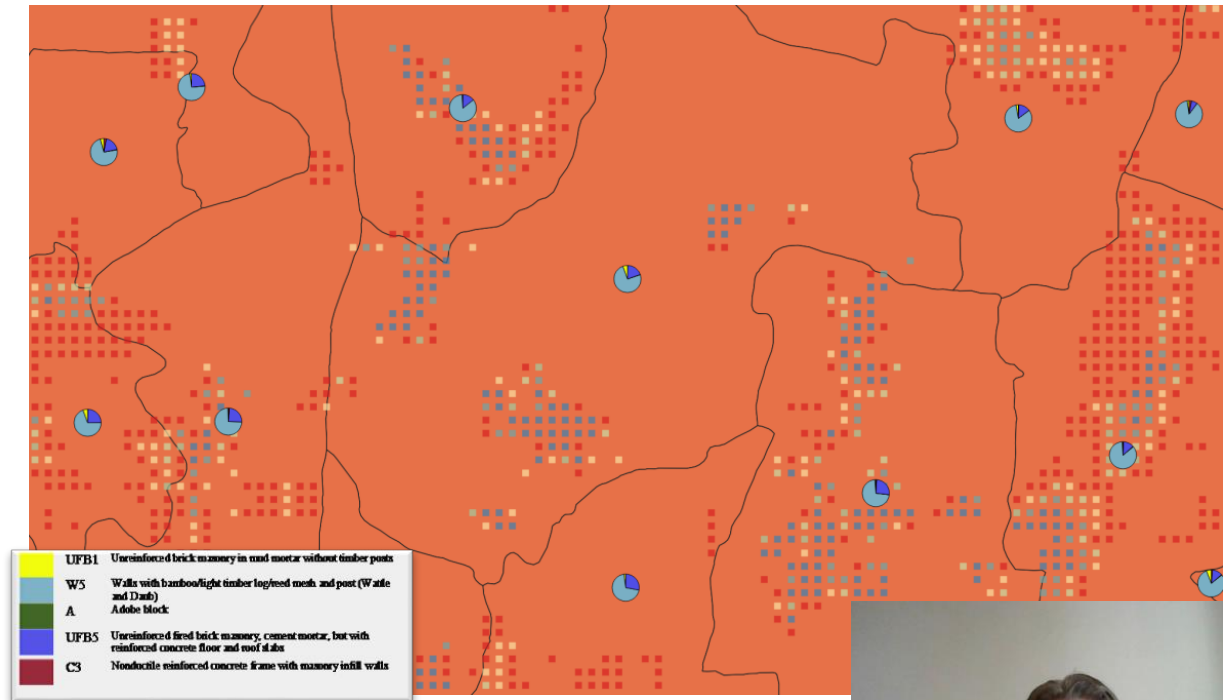 UFB1 Unreinforced brick masonry in mud mortar without timber posts
W5 Walls with bamboo/light timber log/reed mesh and post (Wattle
and Daub)
A Adobe block
UFB5 Unreinforced fired brick masonry, cement mortar, but with
reinforced concrete floor and roof slabs
C3 Nonductile reinforced concrete frame with masonry infill walls